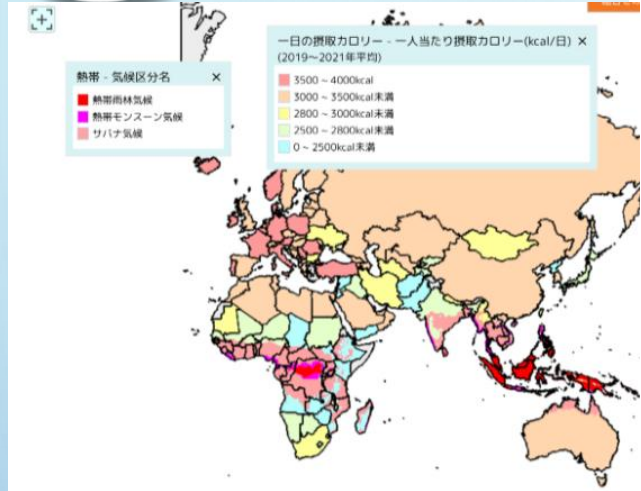 熱帯 - 気候区分名 ×
熱帯雨林気候
熱帯モンスーン気候
サバナ気候
一日の摂取カロリー - 一人当たり摂取カロリー(kcal/日) ×
(2019～2021年平均)
3500 ~ 4000kcal
3000 ~ 3500kcal未満
2800 ~ 3000kcal未満
2500 ~ 2800kcal未満
0 ~ 2500kcal未満